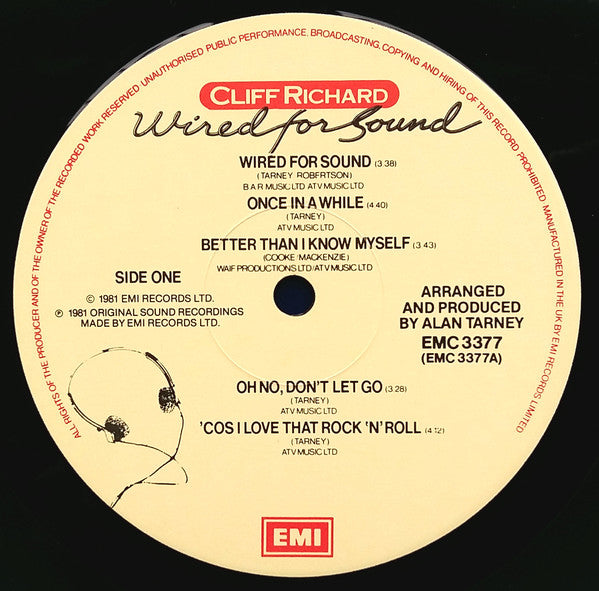 ALL RIGHTS OF THE PRODUCER AND OF THE OWNER OF THE RECORDED WORK RESERVED UNAUTHORISED PUBLIC PERFORMANCE, BROADCASTING, COPYING AND HIRING OF THIS RECORD PROHIBITED. MANUFACTURED IN THE UK BY EMI RECORDS LIMITED
CLIFF RICHARD
Wired for Sound
WIRED FOR SOUND (3:38)
(TARNEY ROBERTSON)
B A R MUSIC LTD ATV MUSIC LTD
ONCE IN A WHILE (4:40)
(TARNEY)
ATV MUSIC LTD
BETTER THAN I KNOW MYSELF (3:43)
(COOKE/MACKENZIE)
WAIF PRODUCTIONS LTD/ATV MUSIC LTD
SIDE ONE
© 1981 EMI RECORDS LTD.
℗ 1981 ORIGINAL SOUND RECORDINGS
MADE BY EMI RECORDS LTD.
ARRANGED
AND PRODUCED
BY ALAN TARNEY
EMC 3377
(EMC 3377A)
OH NO, DON'T LET GO (3:28)
(TARNEY)
ATV MUSIC LTD
'COS I LOVE THAT ROCK 'N' ROLL (4:12)
(TARNEY)
ATV MUSIC LTD
EMI